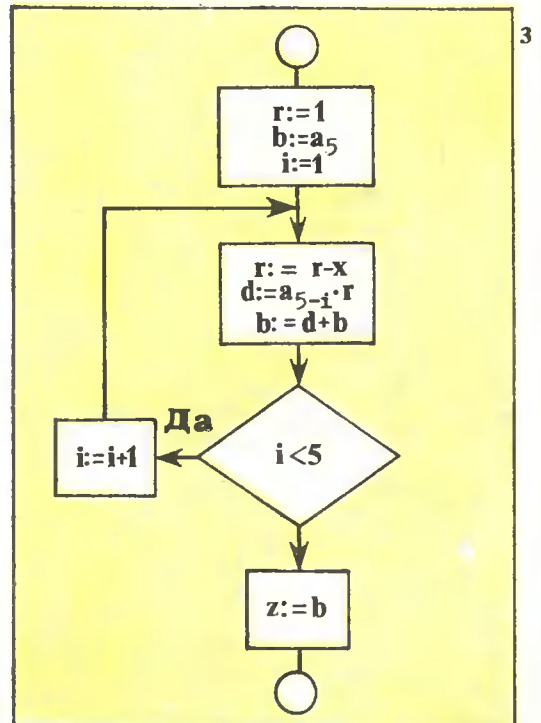 3
r:=1
b:=a₅
i:=1
r:= r-x
d:=a₅₋ᵢ·r
b:=d+b
Да
i:=i+1
i<5
z:=b